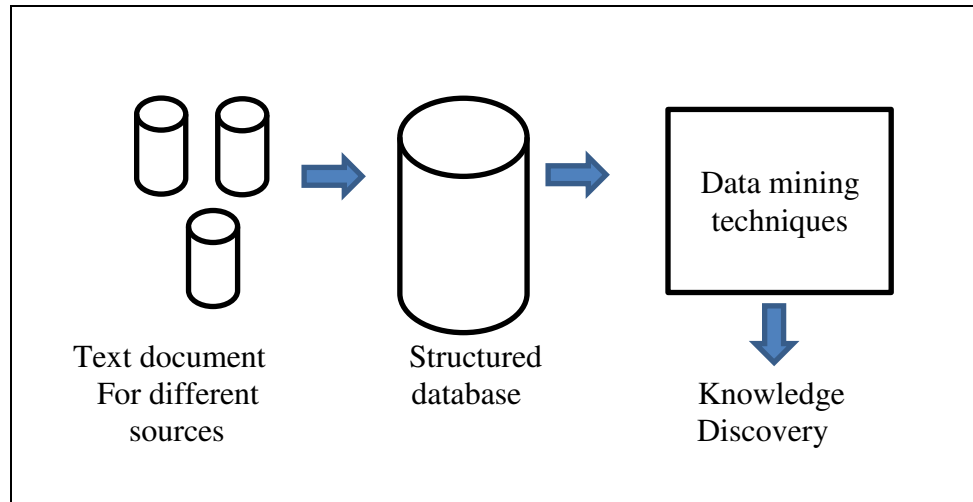 Text document
For different
sources
Structured
database
Data mining
techniques
Knowledge
Discovery